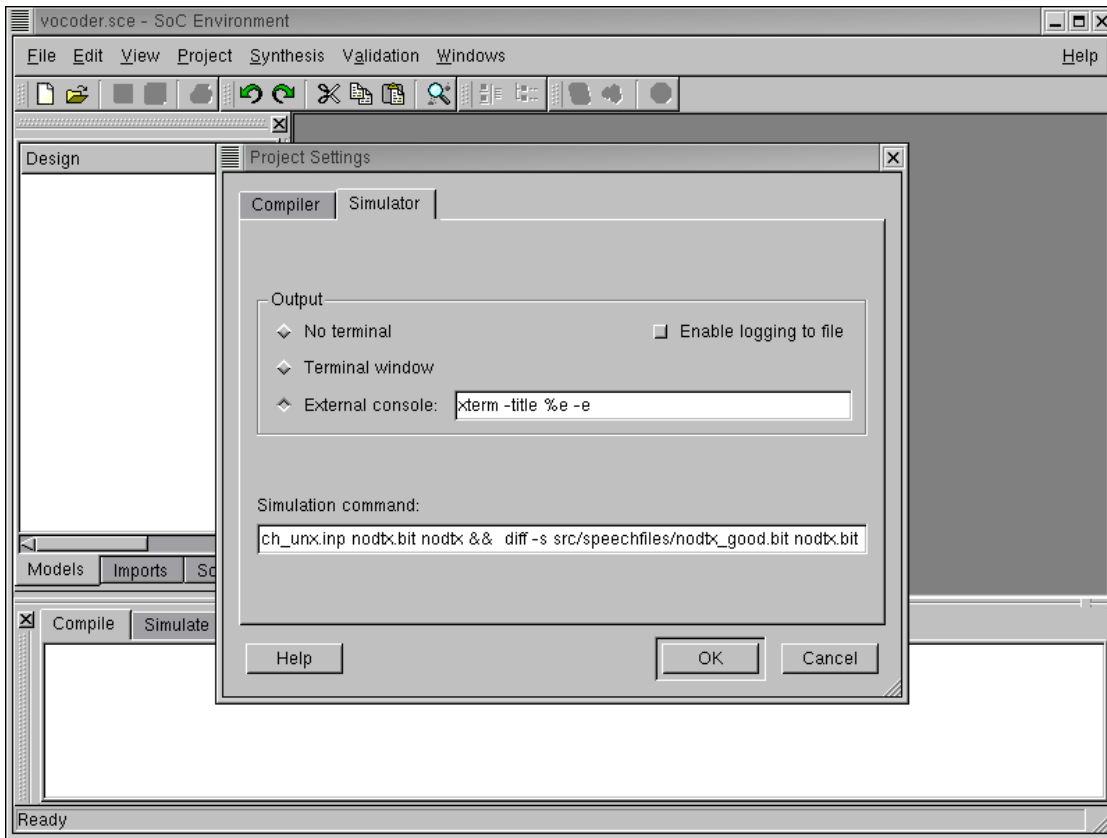 vocoder.sce - SoC Environment
File Edit View Project Synthesis Validation Windows Help
Design
Project Settings
Compiler Simulator
Output
No terminal Enable logging to file
Terminal window
External console: xterm -title %e -e
Simulation command:
ch_unx.inp nodtx.bit nodtx && diff -s src/speechfiles/nodtx_good.bit nodtx.bit
Models Imports
Compile Simulate
Help OK Cancel
Ready